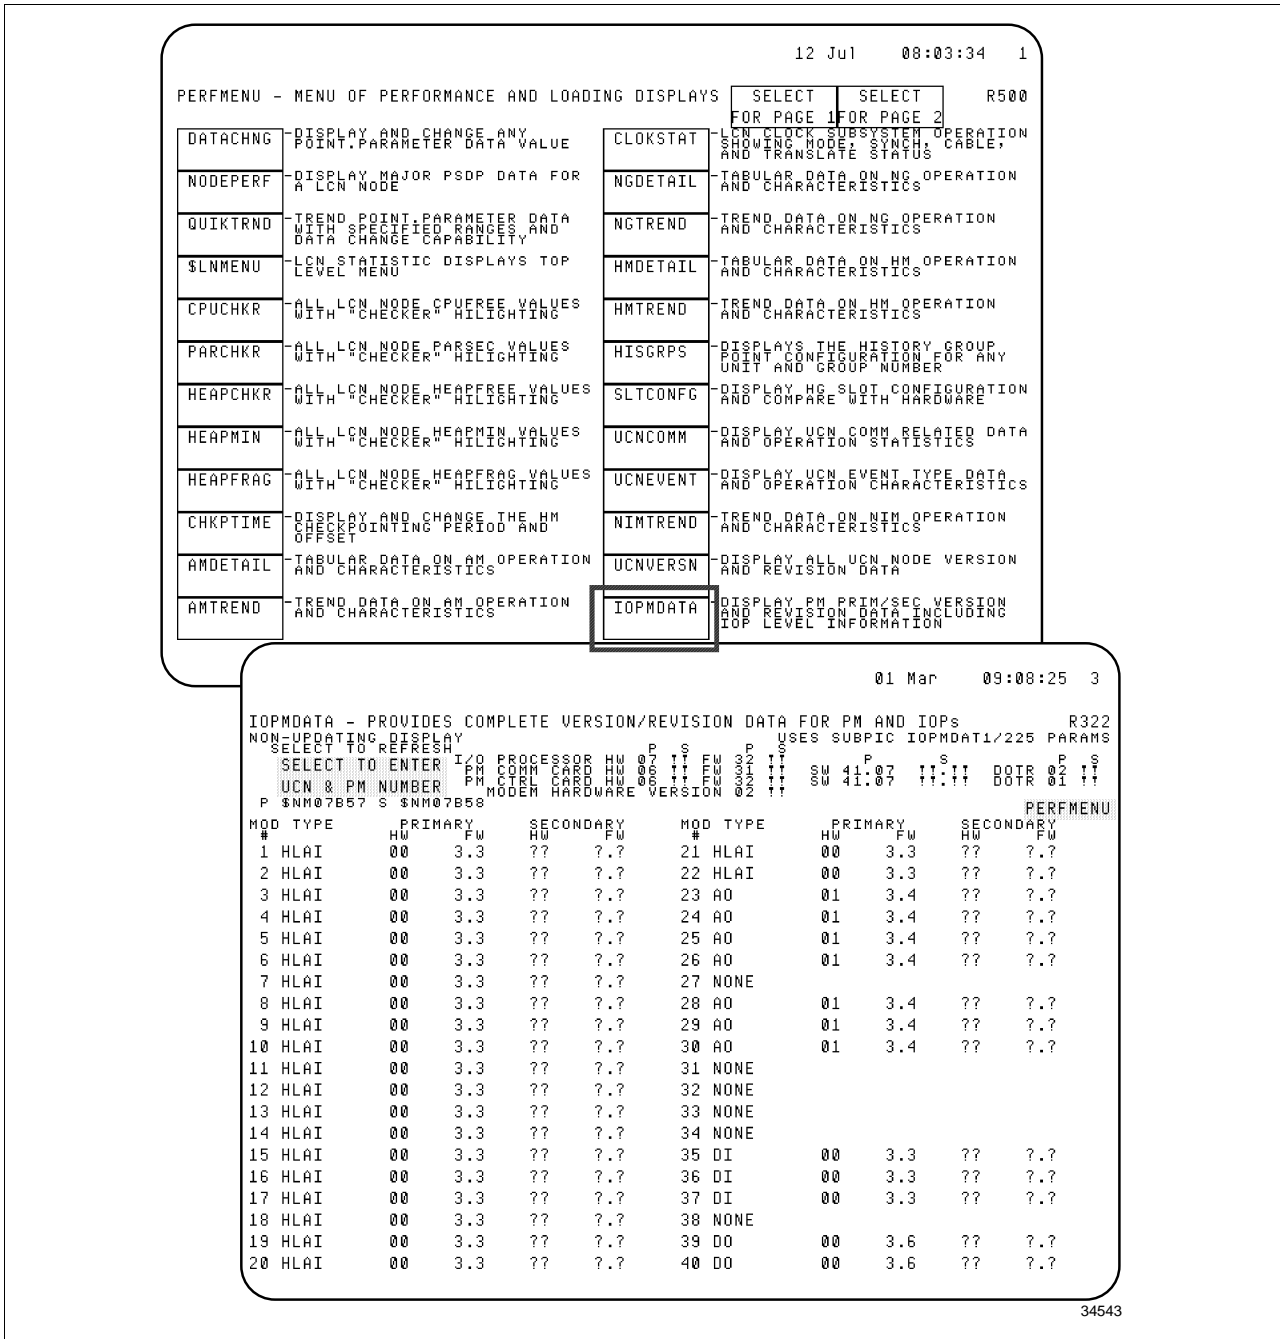 12 Jul 08:03:34 1
PERFMENU - MENU OF PERFORMANCE AND LOADING DISPLAYS
SELECT FOR PAGE 1
SELECT FOR PAGE 2
R500
DATACHNG
-DISPLAY AND CHANGE ANY
POINT.PARAMETER DATA VALUE
NODEPERF
-DISPLAY MAJOR PSDP DATA FOR
A LCN NODE
QUIKTRND
-TREND POINT.PARAMETER DATA
WITH SPECIFIED RANGES AND
DATA CHANGE CAPABILITY
$LNMENU
-LCN STATISTIC DISPLAYS TOP
LEVEL MENU
CPUCHKR
-ALL LCN NODE CPUFREE VALUES
WITH "CHECKER" HILIGHTING
PARCHKR
-ALL LCN NODE PARSEC VALUES
WITH "CHECKER" HILIGHTING
HEAPCHKR
-ALL LCN NODE HEAPFREE VALUES
WITH "CHECKER" HILIGHTING
HEAPMIN
-ALL LCN NODE HEAPMIN VALUES
WITH "CHECKER" HILIGHTING
HEAPFRAG
-ALL LCN NODE HEAPFRAG VALUES
WITH "CHECKER" HILIGHTING
CHKPTIME
-DISPLAY AND CHANGE THE HM
CHECKPOINTING PERIOD AND
OFFSET
AMDETAIL
-TABULAR DATA ON AM OPERATION
AND CHARACTERISTICS
AMTREND
-TREND DATA ON AM OPERATION
AND CHARACTERISTICS
CLOKSTAT
-LCN CLOCK SUBSYSTEM OPERATION
SHOWING MODE, SYNCH, CABLE,
AND TRANSLATE STATUS
NGDETAIL
-TABULAR DATA ON NG OPERATION
AND CHARACTERISTICS
NGTREND
-TREND DATA ON NG OPERATION
AND CHARACTERISTICS
HMDETAIL
-TABULAR DATA ON HM OPERATION
AND CHARACTERISTICS
HMTREND
-TREND DATA ON HM OPERATION
AND CHARACTERISTICS
HISGRPS
-DISPLAYS THE HISTORY GROUP
POINT CONFIGURATION FOR ANY
UNIT AND GROUP NUMBER
SLTCONFG
-DISPLAY HG SLOT CONFIGURATION
AND COMPARE WITH HARDWARE
UCNCOMM
-DISPLAY UCN COMM RELATED DATA
AND OPERATION STATISTICS
UCNEVENT
-DISPLAY UCN EVENT TYPE DATA
AND OPERATION CHARACTERISTICS
NIMTREND
-TREND DATA ON NIM OPERATION
AND CHARACTERISTICS
UCNVERSN
-DISPLAY ALL UCN NODE VERSION
AND REVISION DATA
IOPMDATA
-DISPLAY PM PRIM/SEC VERSION
AND REVISION DATA INCLUDING
IOP LEVEL INFORMATION
01 Mar 09:08:25 3
IOPMDATA - PROVIDES COMPLETE VERSION/REVISION DATA FOR PM AND IOPs R322
NON-UPDATING DISPLAY USES SUBPIC IOPMDAT1/225 PARAMS
SELECT TO REFRESH P S P S
SELECT TO ENTER
UCN & PM NUMBER
P S P S
I/O PROCESSOR HW 07 !! FW 32 !!
PM COMM CARD HW 06 !! FW 31 !! SW 41.07 !!.!! DOTR 02 !!
PM CTRL CARD HW 06 !! FW 32 !! SW 41.07 !!.!! DOTR 01 !!
MODEM HARDWARE VERSION 02 !!
P $NM07B57 S $NM07B58 PERFMENU
MOD TYPE PRIMARY SECONDARY MOD TYPE PRIMARY SECONDARY
# HW FW HW FW # HW FW HW FW
1 HLAI 00 3.3 ?? ?.? 21 HLAI 00 3.3 ?? ?.?
2 HLAI 00 3.3 ?? ?.? 22 HLAI 00 3.3 ?? ?.?
3 HLAI 00 3.3 ?? ?.? 23 AO 01 3.4 ?? ?.?
4 HLAI 00 3.3 ?? ?.? 24 AO 01 3.4 ?? ?.?
5 HLAI 00 3.3 ?? ?.? 25 AO 01 3.4 ?? ?.?
6 HLAI 00 3.3 ?? ?.? 26 AO 01 3.4 ?? ?.?
7 HLAI 00 3.3 ?? ?.? 27 NONE
8 HLAI 00 3.3 ?? ?.? 28 AO 01 3.4 ?? ?.?
9 HLAI 00 3.3 ?? ?.? 29 AO 01 3.4 ?? ?.?
10 HLAI 00 3.3 ?? ?.? 30 AO 01 3.4 ?? ?.?
11 HLAI 00 3.3 ?? ?.? 31 NONE
12 HLAI 00 3.3 ?? ?.? 32 NONE
13 HLAI 00 3.3 ?? ?.? 33 NONE
14 HLAI 00 3.3 ?? ?.? 34 NONE
15 HLAI 00 3.3 ?? ?.? 35 DI 00 3.3 ?? ?.?
16 HLAI 00 3.3 ?? ?.? 36 DI 00 3.3 ?? ?.?
17 HLAI 00 3.3 ?? ?.? 37 DI 00 3.3 ?? ?.?
18 HLAI 00 3.3 ?? ?.? 38 NONE
19 HLAI 00 3.3 ?? ?.? 39 DO 00 3.6 ?? ?.?
20 HLAI 00 3.3 ?? ?.? 40 DO 00 3.6 ?? ?.?
34543